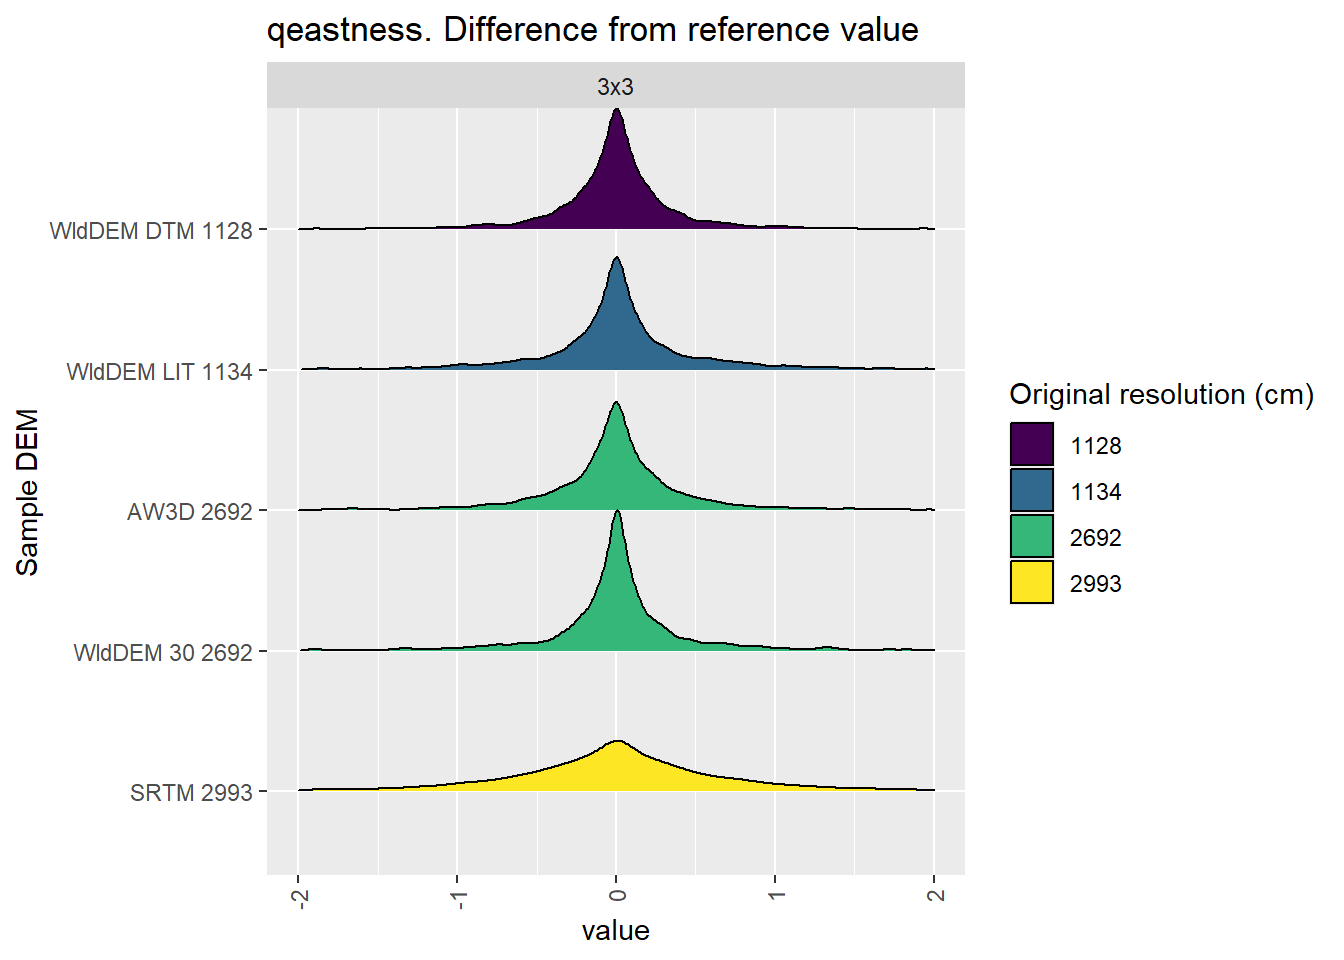 qeastness. Difference from reference value
3x3
Sample DEM
WldDEM DTM 1128
WldDEM LIT 1134
AW3D 2692
WldDEM 30 2692
SRTM 2993
-2
-1
0
1
2
value
Original resolution (cm)
1128
1134
2692
2993